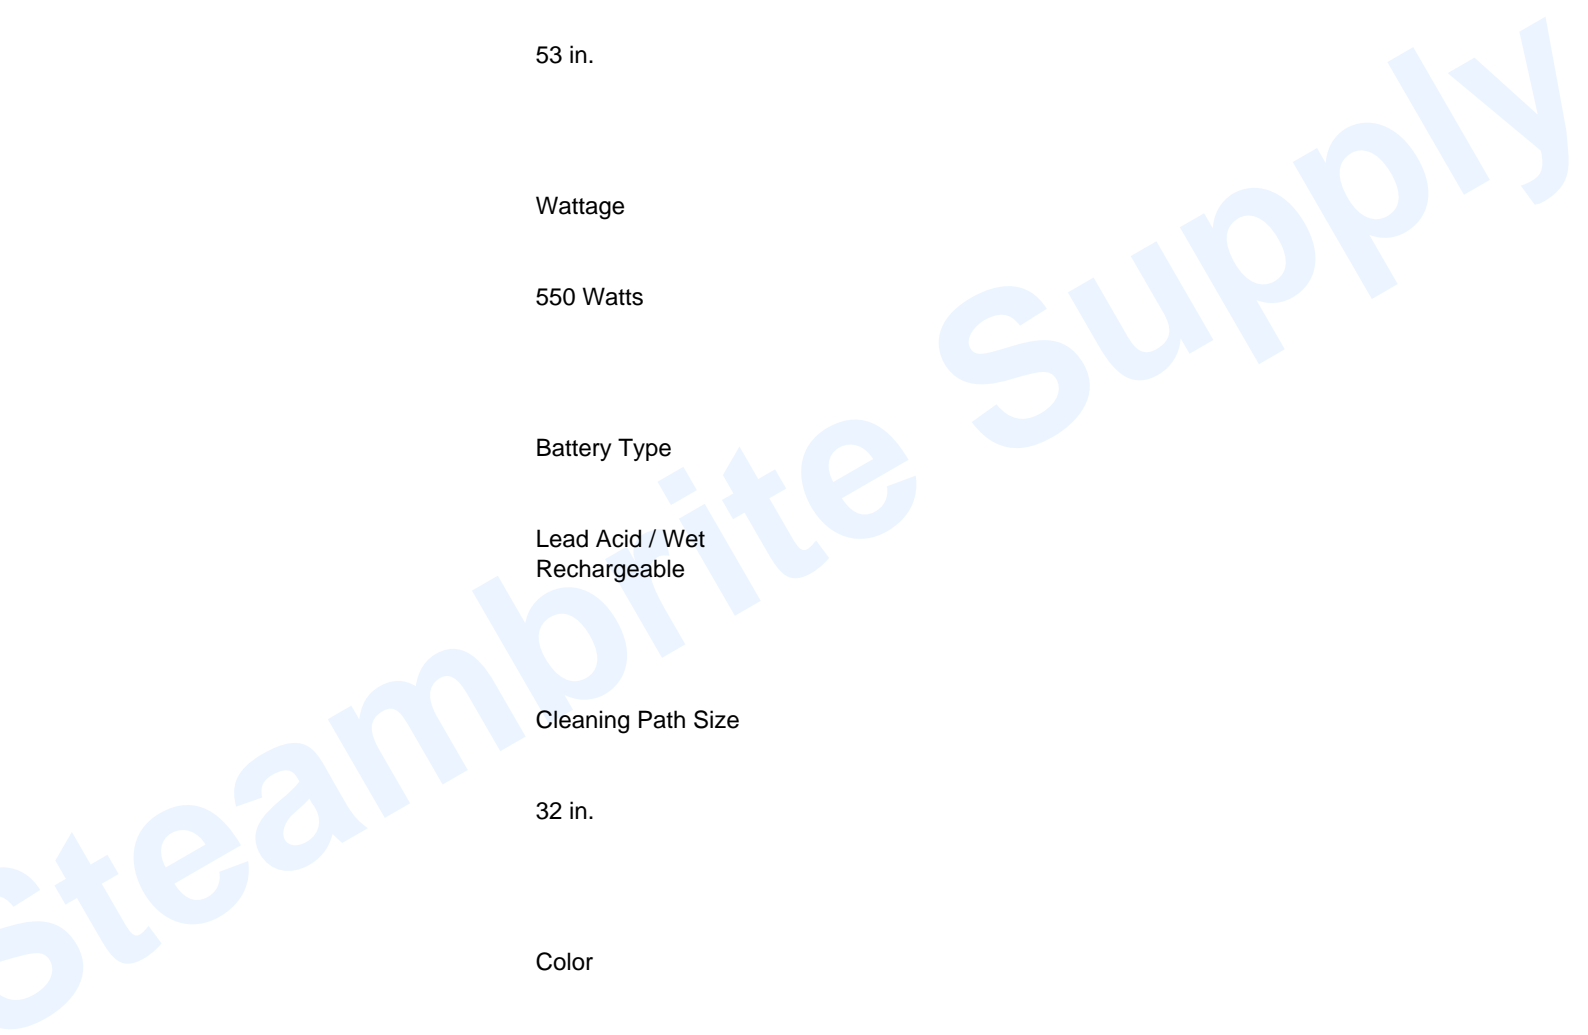 53 in.
Wattage
550 Watts
Battery Type
Lead Acid / Wet
Rechargeable
Cleaning Path Size
32 in.
Color
Steambrite Supply